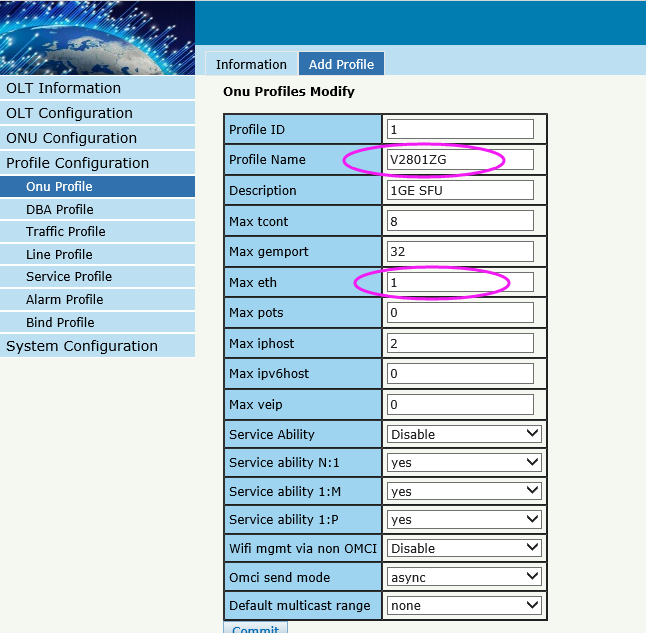 Information Add Profile
OLT Information
OLT Configuration
ONU Configuration
Profile Configuration
Onu Profile
DBA Profile
Traffic Profile
Line Profile
Service Profile
Alarm Profile
Bind Profile
System Configuration
Onu Profiles Modify
Profile ID 1
Profile Name V2801ZG
Description 1GE SFU
Max tcont 8
Max gemport 32
Max eth 1
Max pots 0
Max iphost 2
Max ipv6host 0
Max veip 0
Service Ability Disable
Service ability N:1 yes
Service ability 1:M yes
Service ability 1:P yes
Wifi mgmt via non OMCI Disable
Omci send mode async
Default multicast range none
Commit